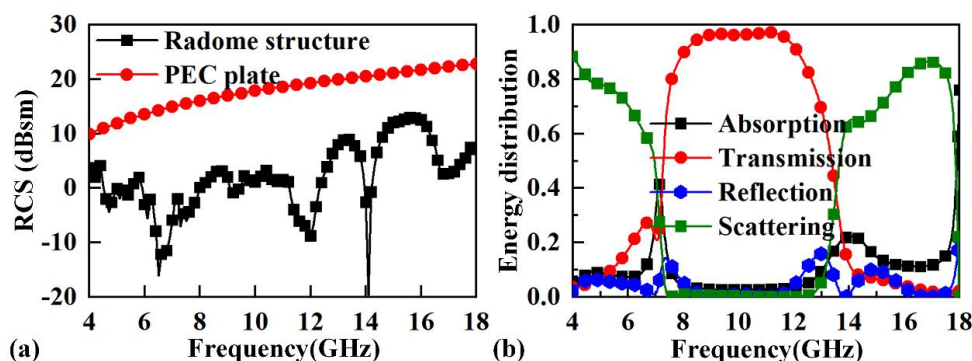 30
20
10
0
-10
-20
RCS (dBsm)
Radome structure
PEC plate
4 6 8 10 12 14 16 18
Frequency(GHz)
(a)
1.0
0.8
0.6
0.4
0.2
0.0
Energy distribution
Absorption
Transmission
Reflection
Scattering
4 6 8 10 12 14 16 18
Frequency(GHz)
(b)